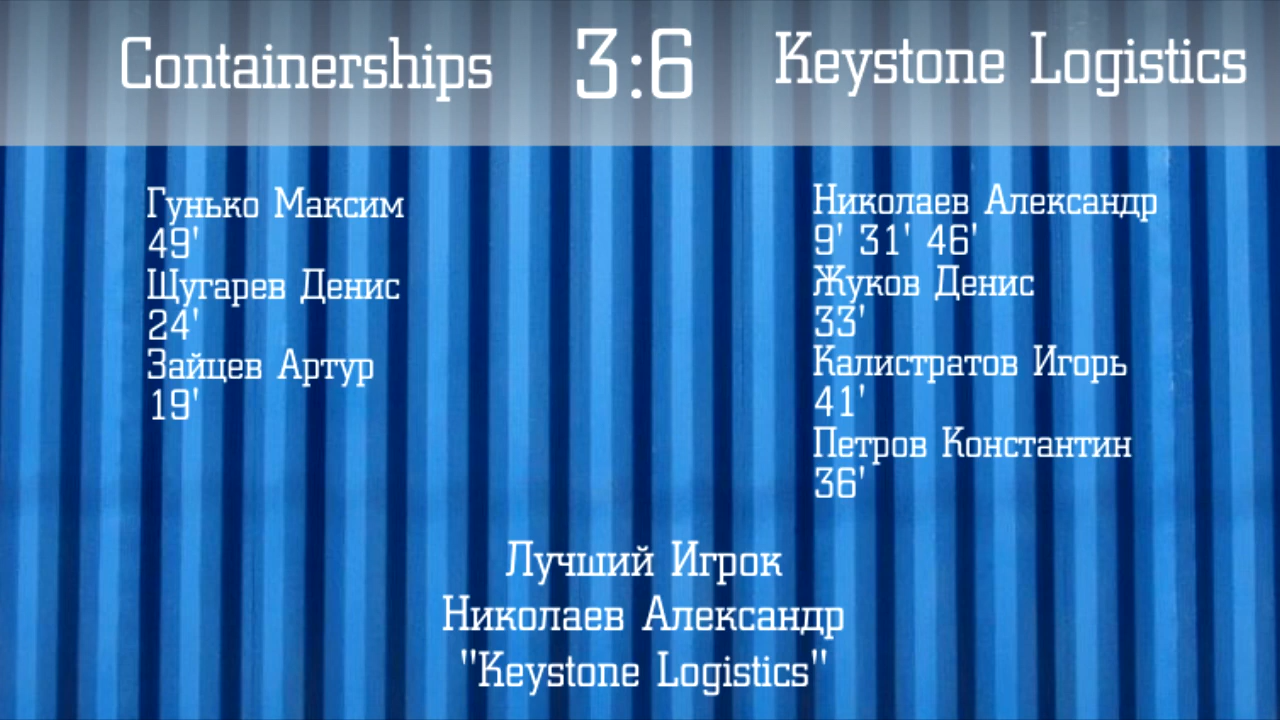 Containerships 3:6 Keystone Logistics
Гунько Максим
49'
Щугарев Денис
24'
Зайцев Артур
19'
Николаев Александр
9' 31' 46'
Жуков Денис
33'
Калистратов Игорь
41'
Петров Константин
36'
Лучший Игрок
Николаев Александр
"Keystone Logistics"